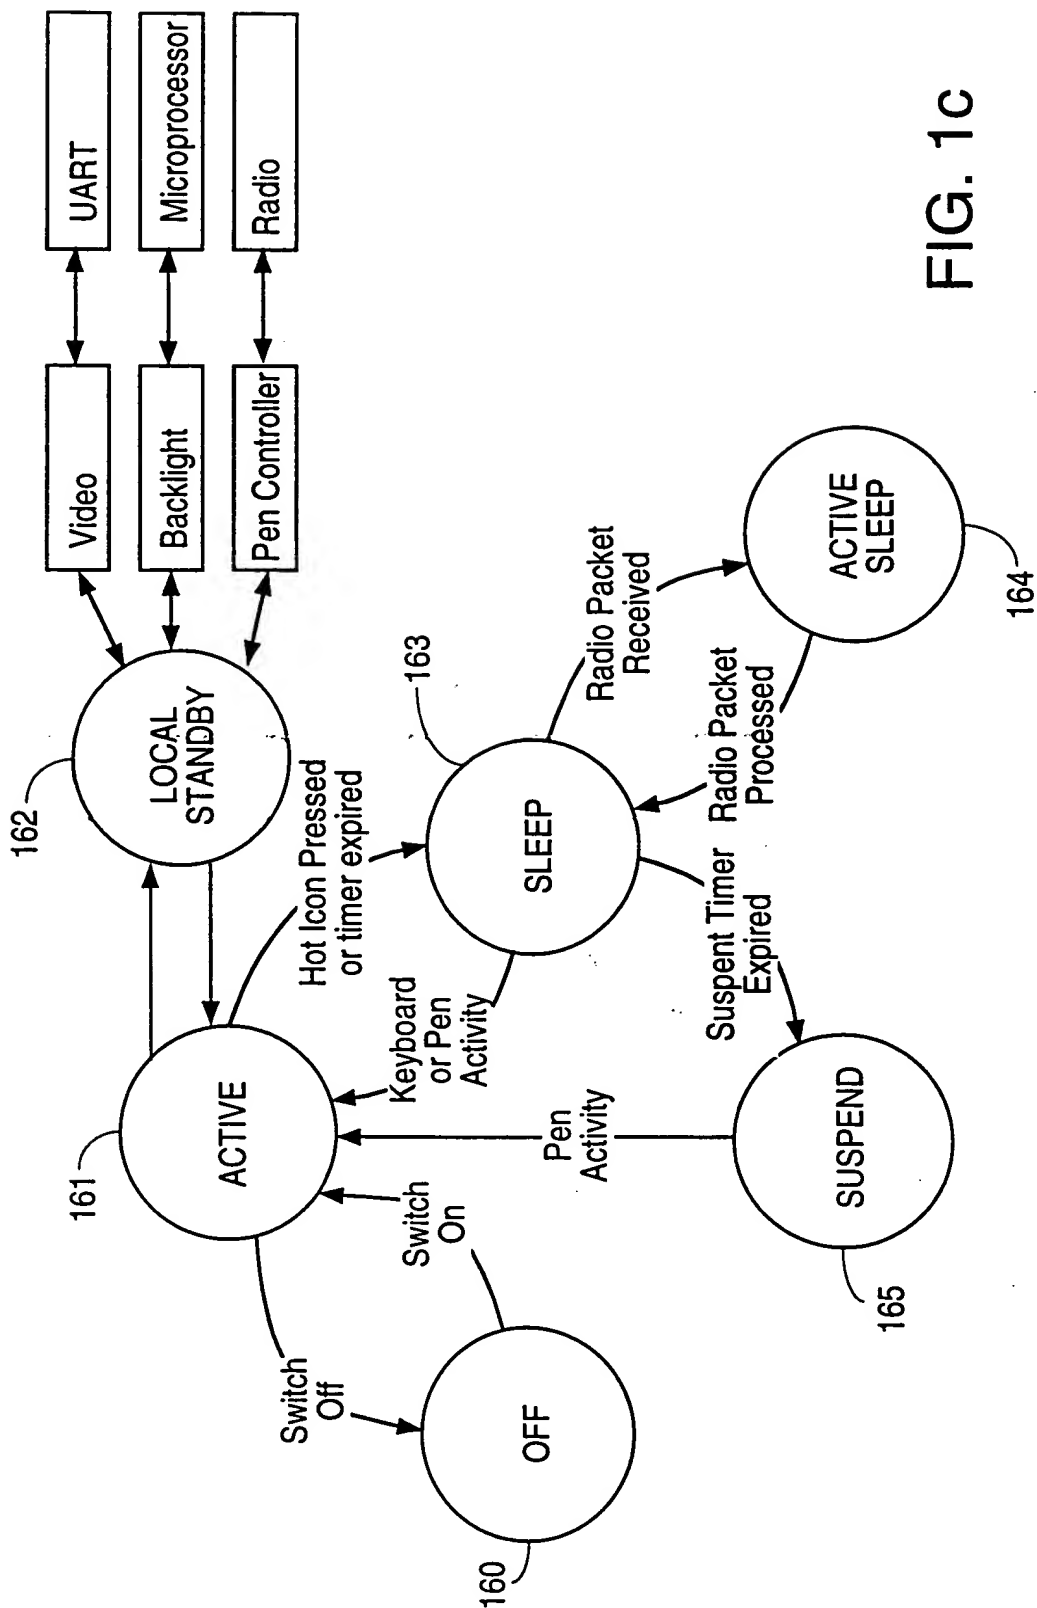 UART
Microprocessor
Radio
Video
Backlight
Pen Controller
162
LOCAL
STANDBY
161
ACTIVE
Hot Icon Pressed
or timer expired
163
SLEEP
Keyboard
or Pen
Activity
Radio Packet
Received
Radio Packet
Processed
ACTIVE
SLEEP
164
Suspent Timer
Expired
Pen
Activity
SUSPEND
165
Switch
On
Switch
Off
OFF
160
FIG. 1c